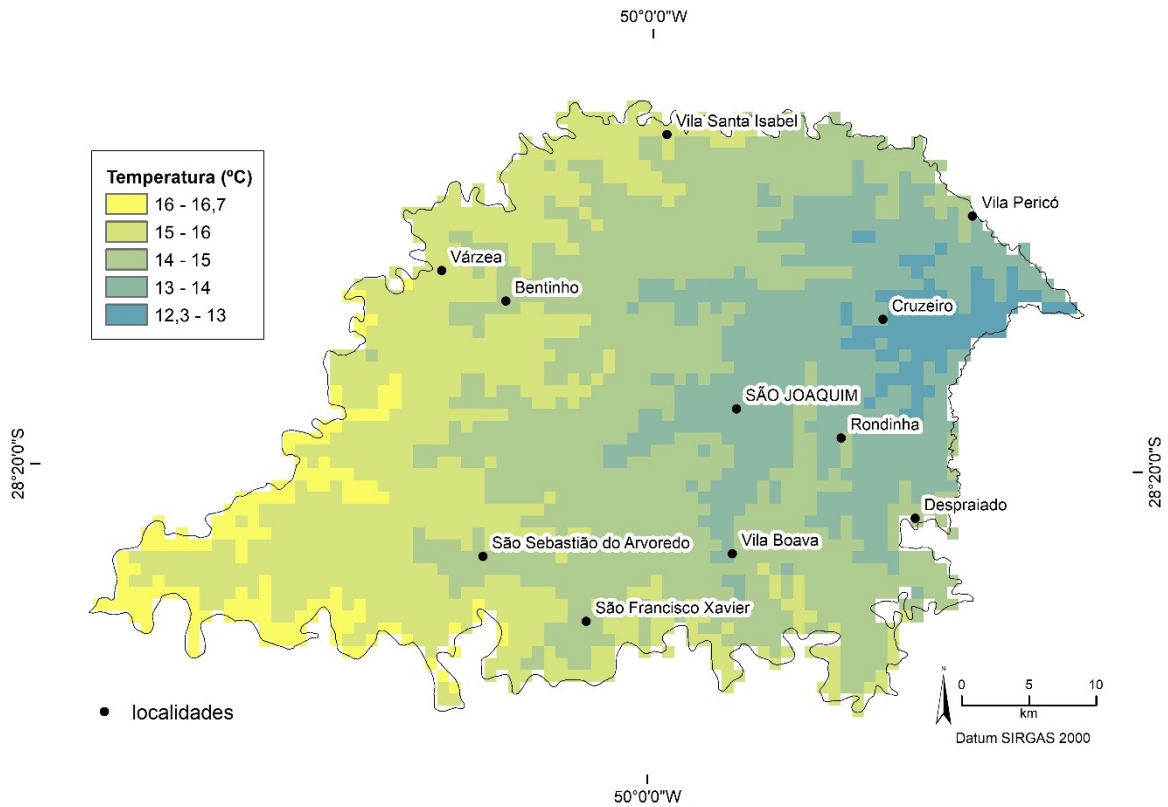 50°0'0"W
Vila Santa Isabel
Temperatura (ºC)
16 - 16,7
15 - 16
14 - 15
13 - 14
12,3 - 13
Vila Pericó
Várzea
Bentinho
Cruzeiro
SÃO JOAQUIM
Rondinha
28°20'0"S
28°20'0"S
Despraiado
São Sebastião do Arvoredo
Vila Boava
São Francisco Xavier
localidades
N
0 5 10
km
Datum SIRGAS 2000
50°0'0"W